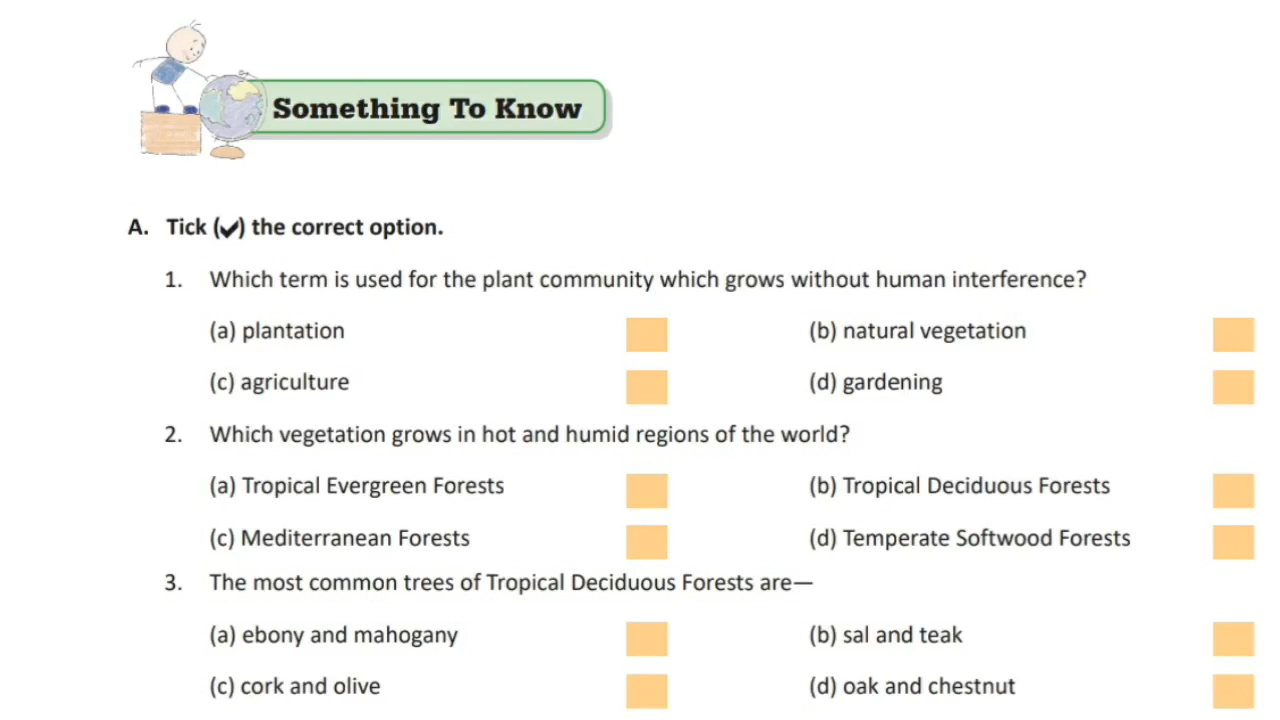 Something To Know
A. Tick (✔) the correct option.
1. Which term is used for the plant community which grows without human interference?
(a) plantation (b) natural vegetation
(c) agriculture (d) gardening
2. Which vegetation grows in hot and humid regions of the world?
(a) Tropical Evergreen Forests (b) Tropical Deciduous Forests
(c) Mediterranean Forests (d) Temperate Softwood Forests
3. The most common trees of Tropical Deciduous Forests are—
(a) ebony and mahogany (b) sal and teak
(c) cork and olive (d) oak and chestnut